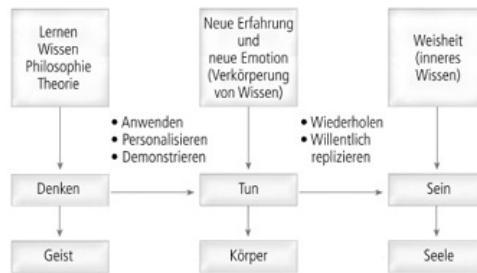 Lernen
Wissen
Philosophie
Theorie
Neue Erfahrung
und
neue Emotion
(Verkörperung
von Wissen)
Weisheit
(inneres
Wissen)
• Anwenden
• Personalisieren
• Demonstrieren
• Wiederholen
• Willentlich
replizieren
Denken
Tun
Sein
Geist
Körper
Seele